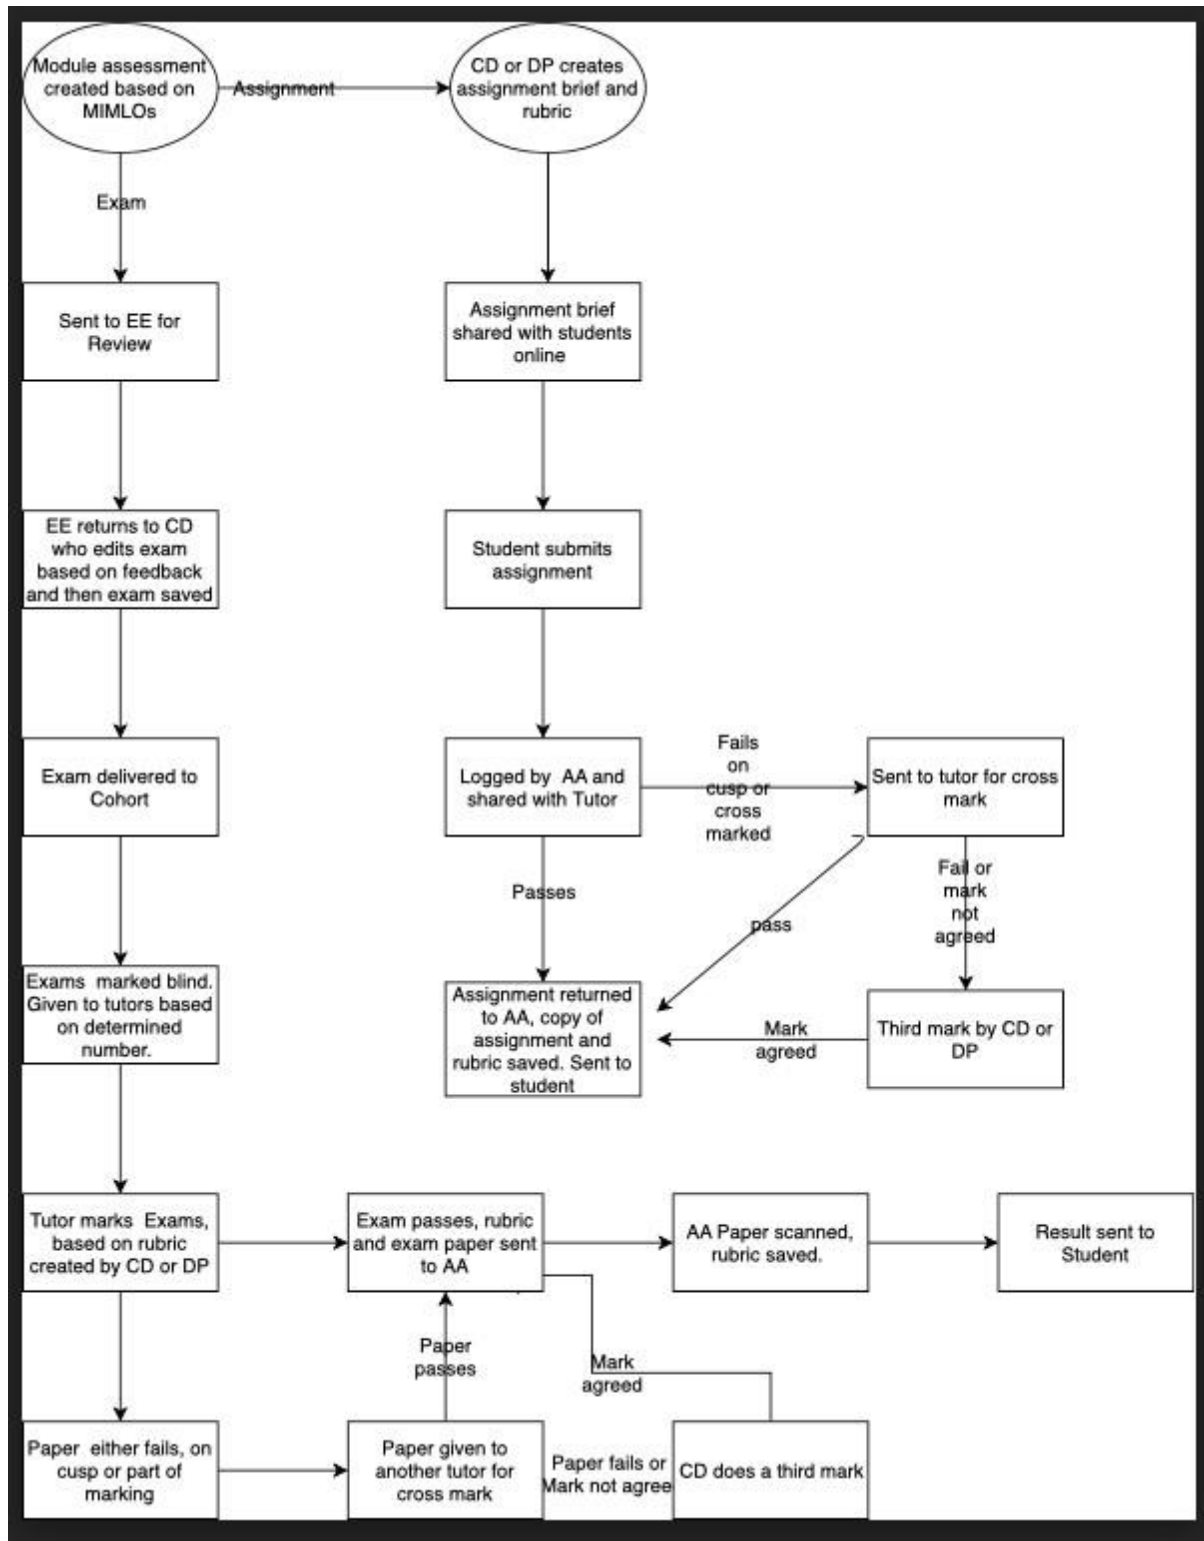 Module assessment
created based on
MIMLOs
Assignment
CD or DP creates
assignment brief and
rubric
Exam
Sent to EE for
Review
Assignment brief
shared with students
online
EE returns to CD
who edits exam
based on feedback
and then exam saved
Student submits
assignment
Exam delivered to
Cohort
Logged by AA and
shared with Tutor
Fails
on
cusp or
cross
marked
Sent to tutor for cross
mark
Passes
pass
Fail or
mark
not
agreed
Exams marked blind.
Given to tutors based
on determined
number.
Assignment returned
to AA, copy of
assignment and
rubric saved. Sent to
student
Mark
agreed
Third mark by CD or
DP
Tutor marks Exams,
based on rubric
created by CD or DP
Exam passes, rubric
and exam paper sent
to AA
AA Paper scanned,
rubric saved.
Result sent to
Student
Paper
passes
Mark
agreed
Paper either fails, on
cusp or part of
marking
Paper given to
another tutor for
cross mark
Paper fails or
Mark not agree
CD does a third mark